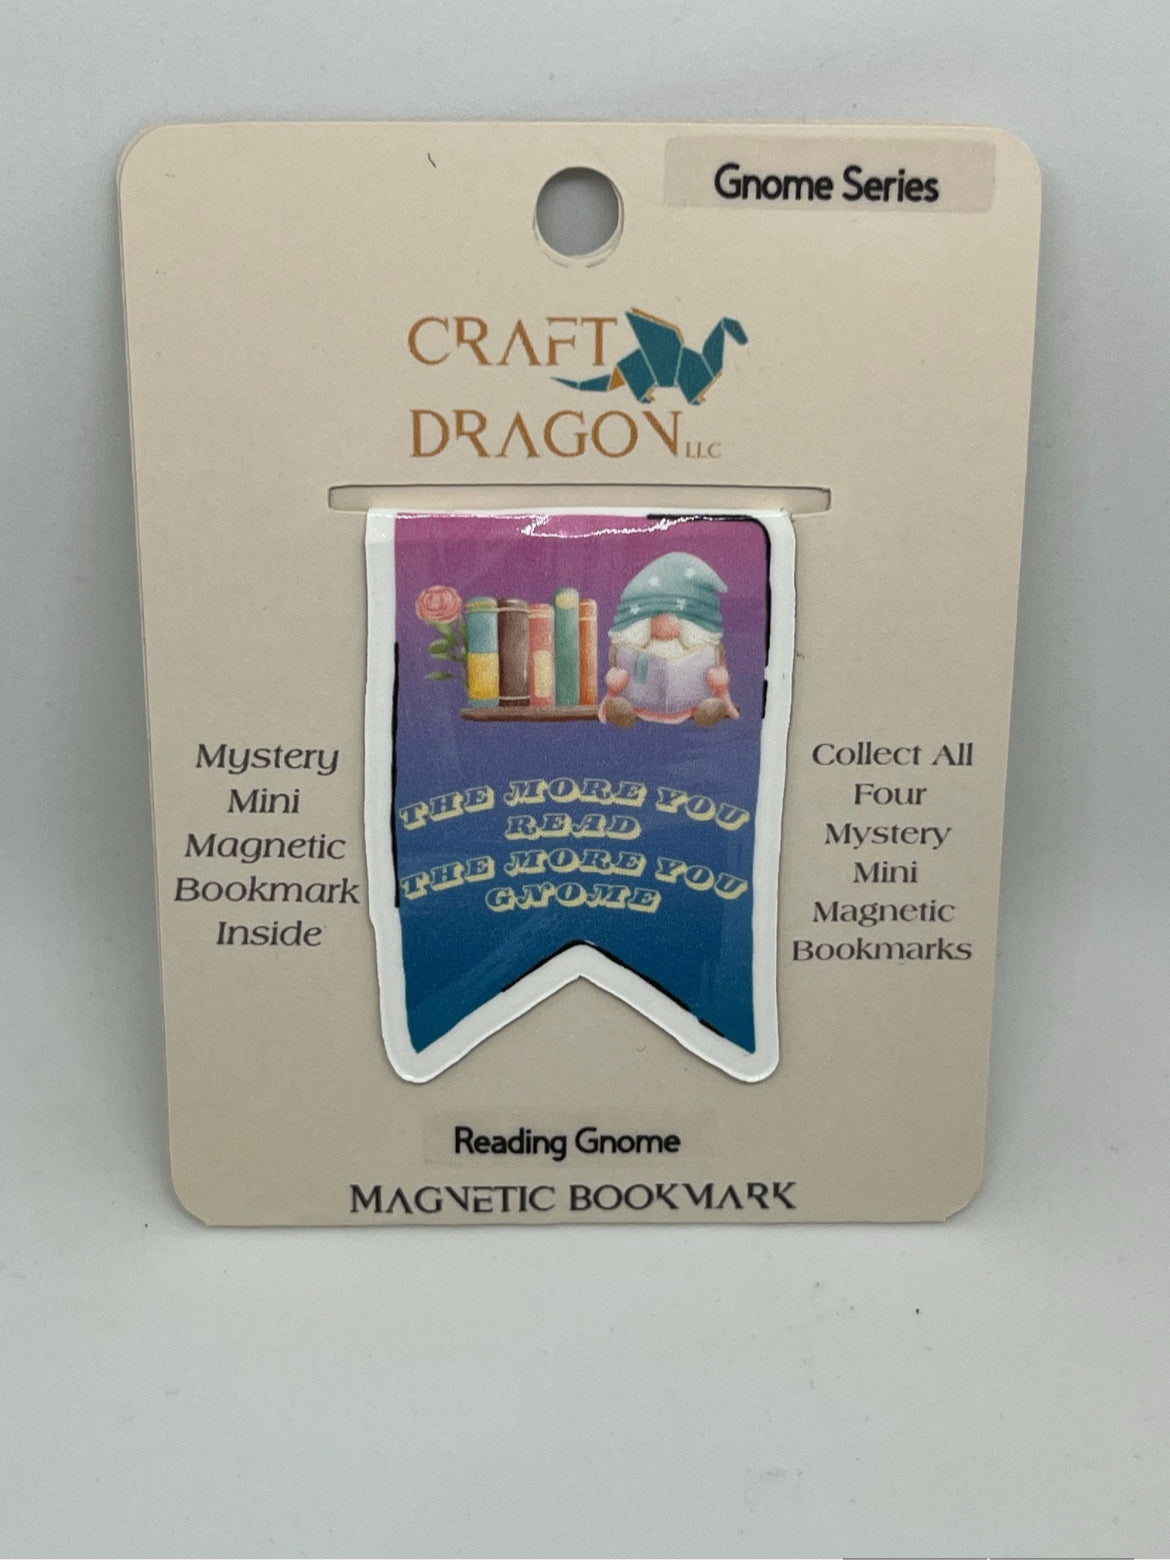 Gnome Series
CRAFT
DRAGON LLC
THE MORE YOU
READ
THE MORE YOU
GNOME
Mystery
Mini
Magnetic
Bookmark
Inside
Collect All
Four
Mystery
Mini
Magnetic
Bookmarks
Reading Gnome
MAGNETIC BOOKMARK